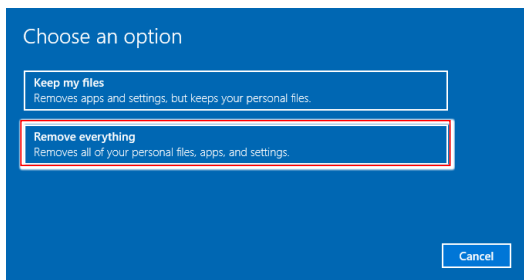 Choose an option
Keep my files
Removes apps and settings, but keeps your personal files.
Remove everything
Removes all of your personal files, apps, and settings.
Cancel